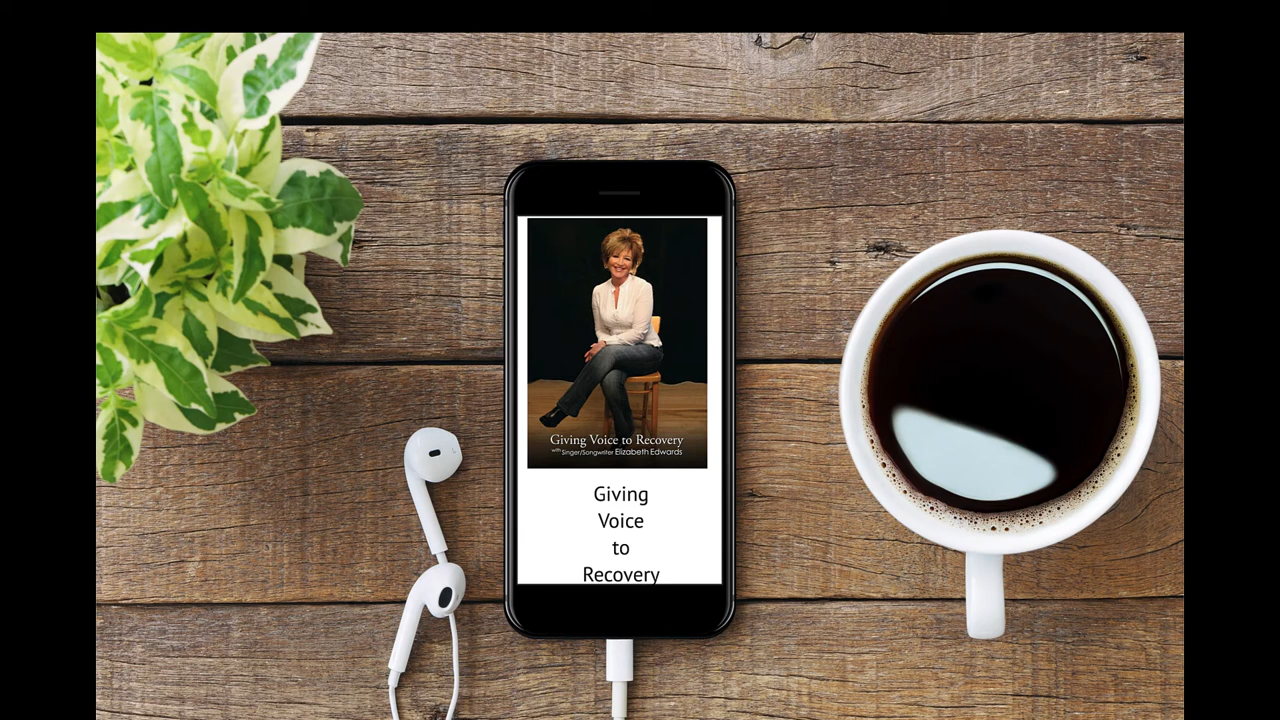 Giving Voice to Recovery
with Singer/Songwriter Elizabeth Edwards
Giving
Voice
to
Recovery